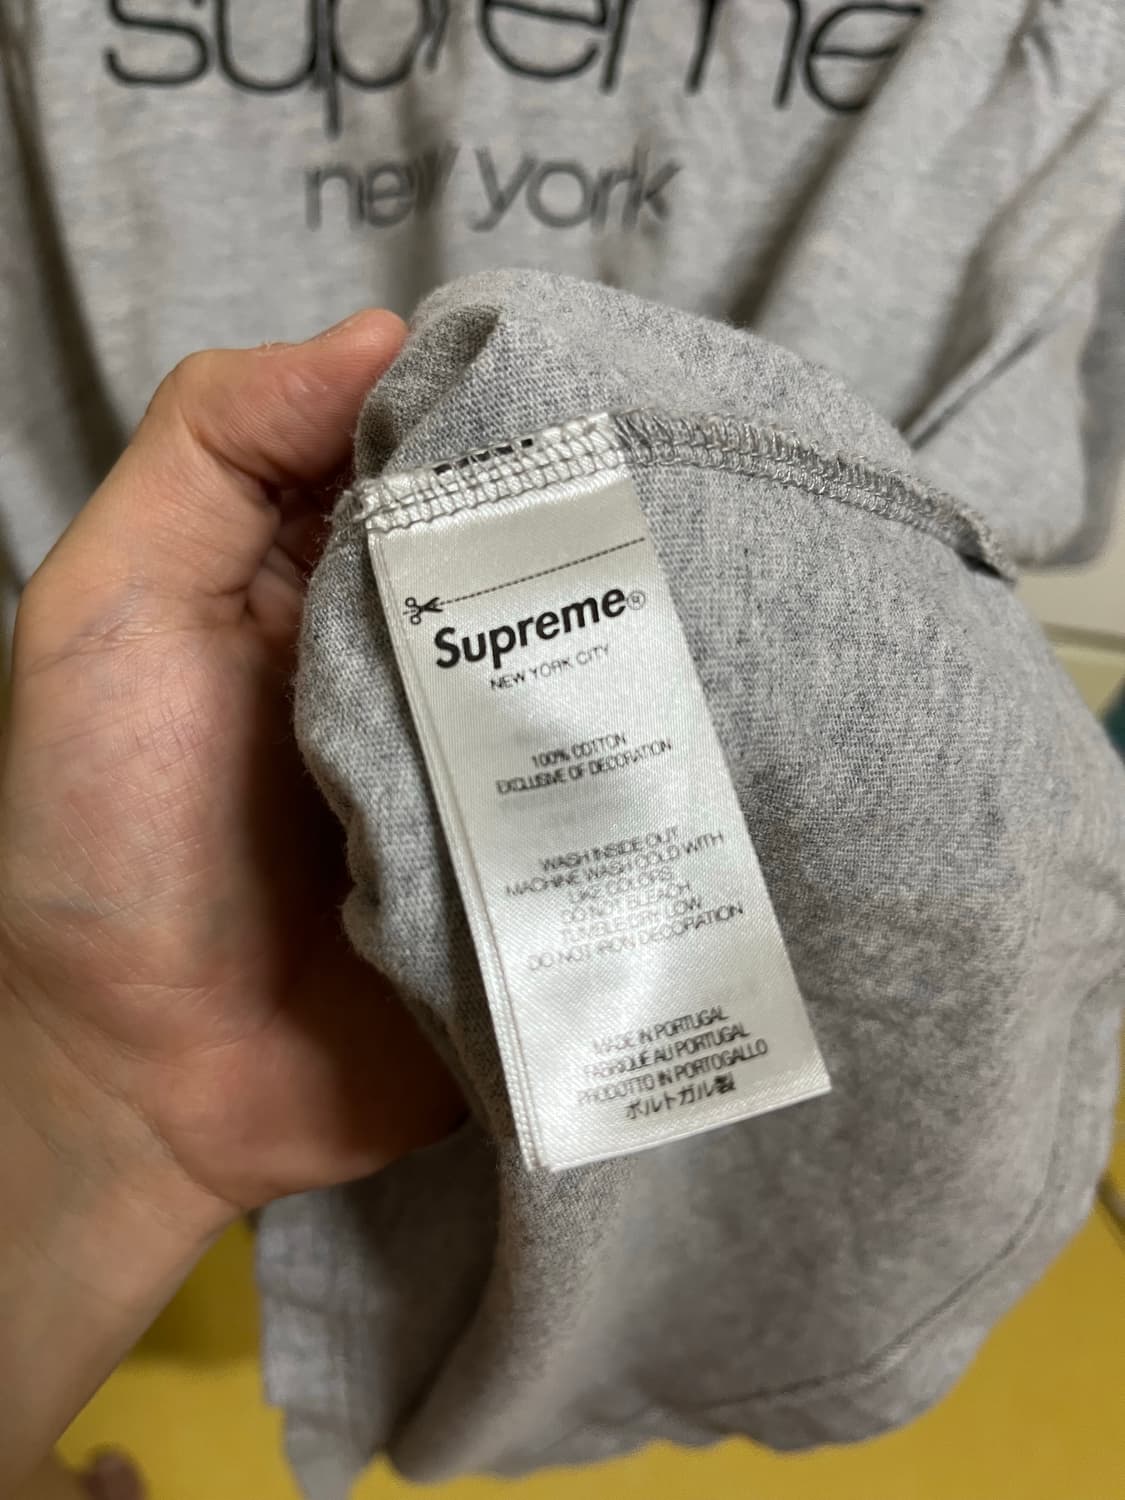 supreme
new york
Supreme®
NEW YORK CITY
100% COTTON
EXCLUSIVE OF DECORATION
WASH INSIDE OUT
MACHINE WASH COLD WITH
LIKE COLORS
DO NOT BLEACH
TUMBLE DRY LOW
DO NOT IRON DECORATION
MADE IN PORTUGAL
FABRIQUÉ AU PORTUGAL
PRODOTTO IN PORTOGALLO
ポルトガル製